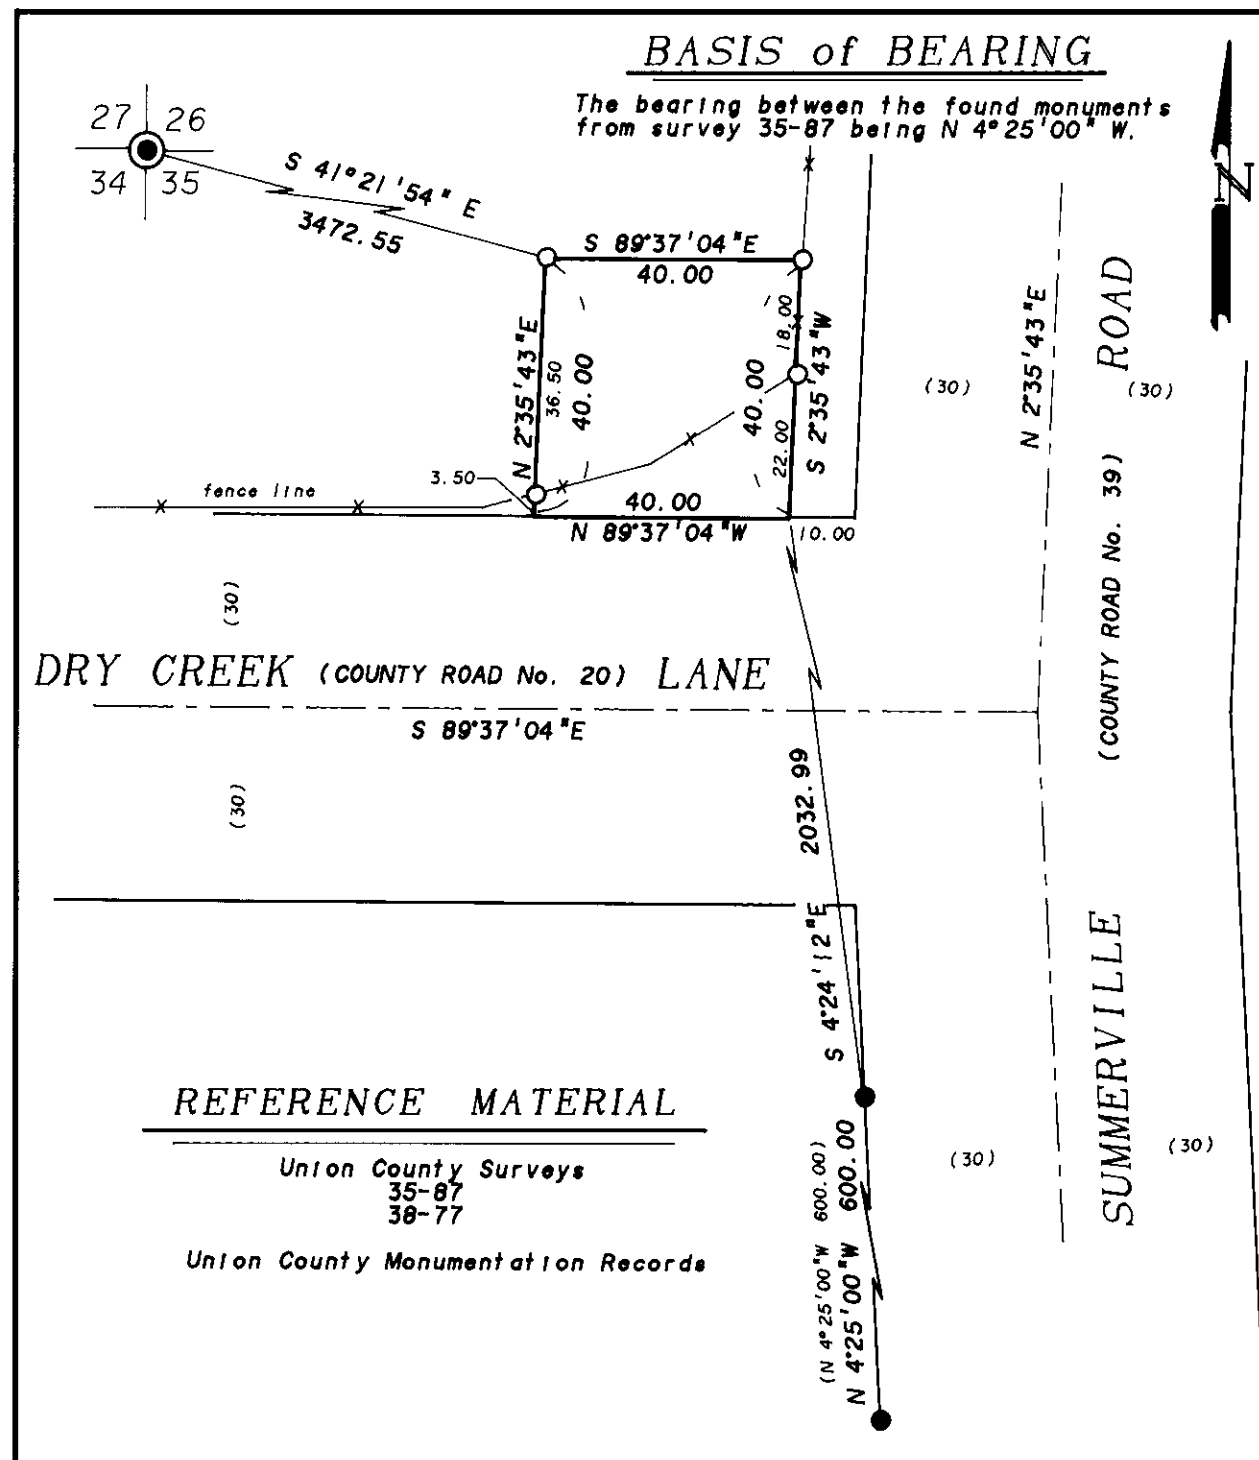 BASIS of BEARING
The bearing between the found monuments
from survey 35-87 being N 4°25'00" W.
N
27 26
34 35
S 41°21'54" E
3472.55
S 89°37'04"E
40.00
N 2°35'43"E
36.50
40.00
18.00
40.00
22.00
S 2°35'43"W
3.50
40.00
N 89°37'04"W
10.00
fence line
(30)
(30)
N 2°35'43"E
ROAD
(COUNTY ROAD No. 39)
SUMMERVILLE
(30)
DRY CREEK (COUNTY ROAD No. 20) LANE
S 89°37'04"E
(30)
2032.99
S 4°24'12"E
REFERENCE MATERIAL
Union County Surveys
35-87
38-77
Union County Monumentation Records
(N 4°25'00"W 600.00)
N 4°25'00"W 600.00
(30)
(30)